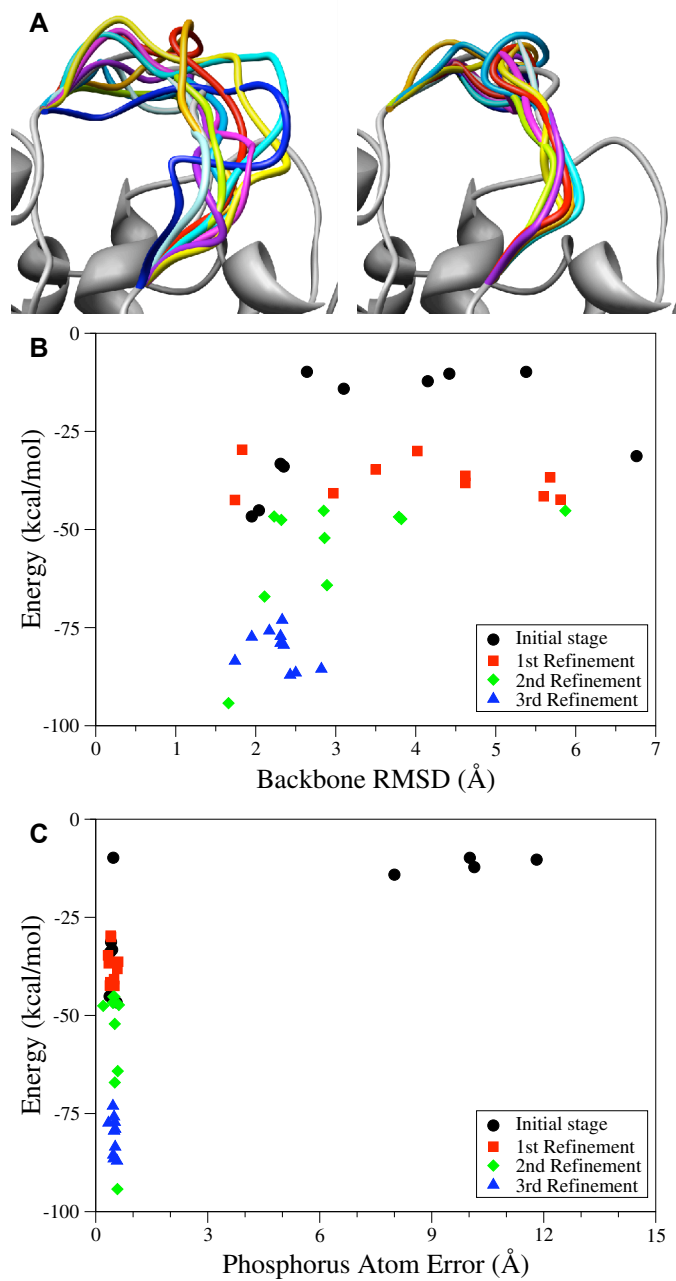 A
B
0
-25
-50
-75
-100
Energy (kcal/mol)
Initial stage
1st Refinement
2nd Refinement
3rd Refinement
0 1 2 3 4 5 6 7
Backbone RMSD (Å)
C
0
-25
-50
-75
-100
Energy (kcal/mol)
Initial stage
1st Refinement
2nd Refinement
3rd Refinement
0 3 6 9 12 15
Phosphorus Atom Error (Å)